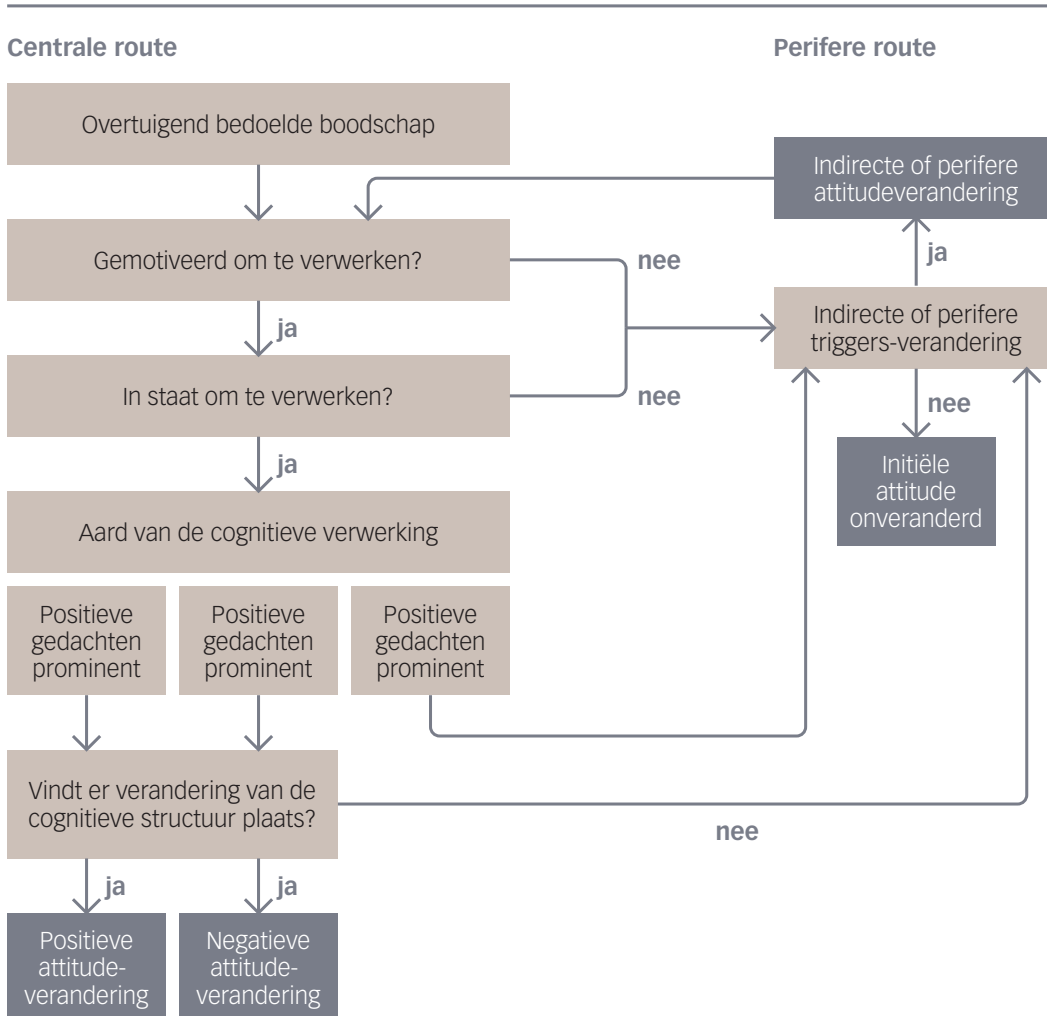 Centrale route
Perifere route
Overtuigend bedoelde boodschap
Indirecte of perifere
attitudeverandering
Gemotiveerd om te verwerken?
nee
ja
Indirecte of perifere
triggers-verandering
ja
In staat om te verwerken?
nee
nee
Initiële
attitude
onveranderd
ja
Aard van de cognitieve verwerking
Positieve
gedachten
prominent
Positieve
gedachten
prominent
Positieve
gedachten
prominent
Vindt er verandering van de
cognitieve structuur plaats?
nee
ja
ja
Positieve
attitude-
verandering
Negatieve
attitude-
verandering